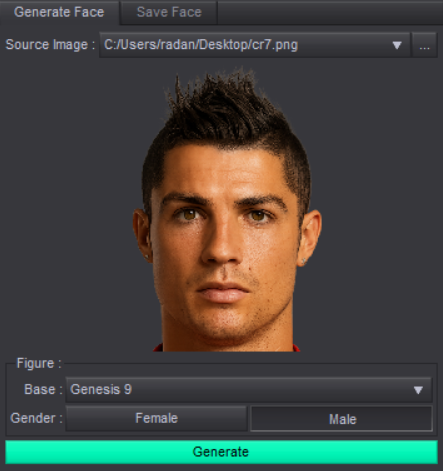 Generate Face Save Face
Source Image : C:/Users/radan/Desktop/cr7.png ...
Figure :
Base : Genesis 9
Gender : Female Male
Generate